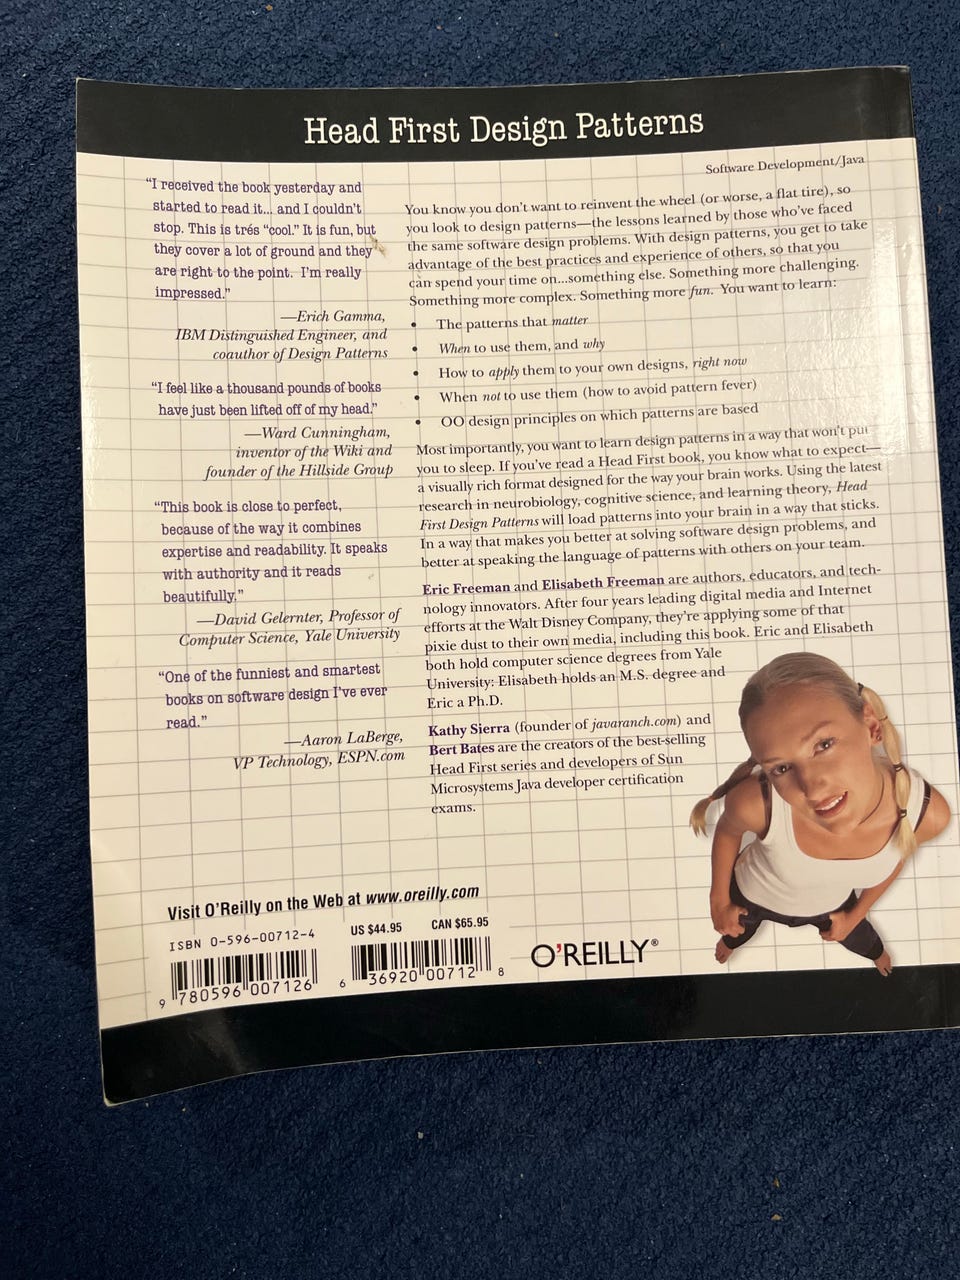 Head First Design Patterns
Software Development/Java
“I received the book yesterday and
started to read it... and I couldn’t
stop. This is trés “cool.” It is fun, but
they cover a lot of ground and they
are right to the point. I’m really
impressed.”
—Erich Gamma,
IBM Distinguished Engineer, and
coauthor of Design Patterns
“I feel like a thousand pounds of books
have just been lifted off of my head.”
—Ward Cunningham,
inventor of the Wiki and
founder of the Hillside Group
“This book is close to perfect,
because of the way it combines
expertise and readability. It speaks
with authority and it reads
beautifully.”
—David Gelernter, Professor of
Computer Science, Yale University
“One of the funniest and smartest
books on software design I’ve ever
read.”
—Aaron LaBerge,
VP Technology, ESPN.com
You know you don’t want to reinvent the wheel (or worse, a flat tire), so
you look to design patterns—the lessons learned by those who’ve faced
the same software design problems. With design patterns, you get to take
advantage of the best practices and experience of others, so that you
can spend your time on...something else. Something more challenging.
Something more complex. Something more fun. You want to learn:
• The patterns that matter
• When to use them, and why
• How to apply them to your own designs, right now
• When not to use them (how to avoid pattern fever)
• OO design principles on which patterns are based
Most importantly, you want to learn design patterns in a way that won’t put
you to sleep. If you’ve read a Head First book, you know what to expect—
a visually rich format designed for the way your brain works. Using the latest
research in neurobiology, cognitive science, and learning theory, Head
First Design Patterns will load patterns into your brain in a way that sticks.
In a way that makes you better at solving software design problems, and
better at speaking the language of patterns with others on your team.
Eric Freeman and Elisabeth Freeman are authors, educators, and tech-
nology innovators. After four years leading digital media and Internet
efforts at the Walt Disney Company, they’re applying some of that
pixie dust to their own media, including this book. Eric and Elisabeth
both hold computer science degrees from Yale
University: Elisabeth holds an M.S. degree and
Eric a Ph.D.
Kathy Sierra (founder of javaranch.com) and
Bert Bates are the creators of the best-selling
Head First series and developers of Sun
Microsystems Java developer certification
exams.
Visit O’Reilly on the Web at www.oreilly.com
ISBN 0-596-00712-4
US $44.95 CAN $65.95
9 780596 007126
6 36920 00712 8
O’REILLY®